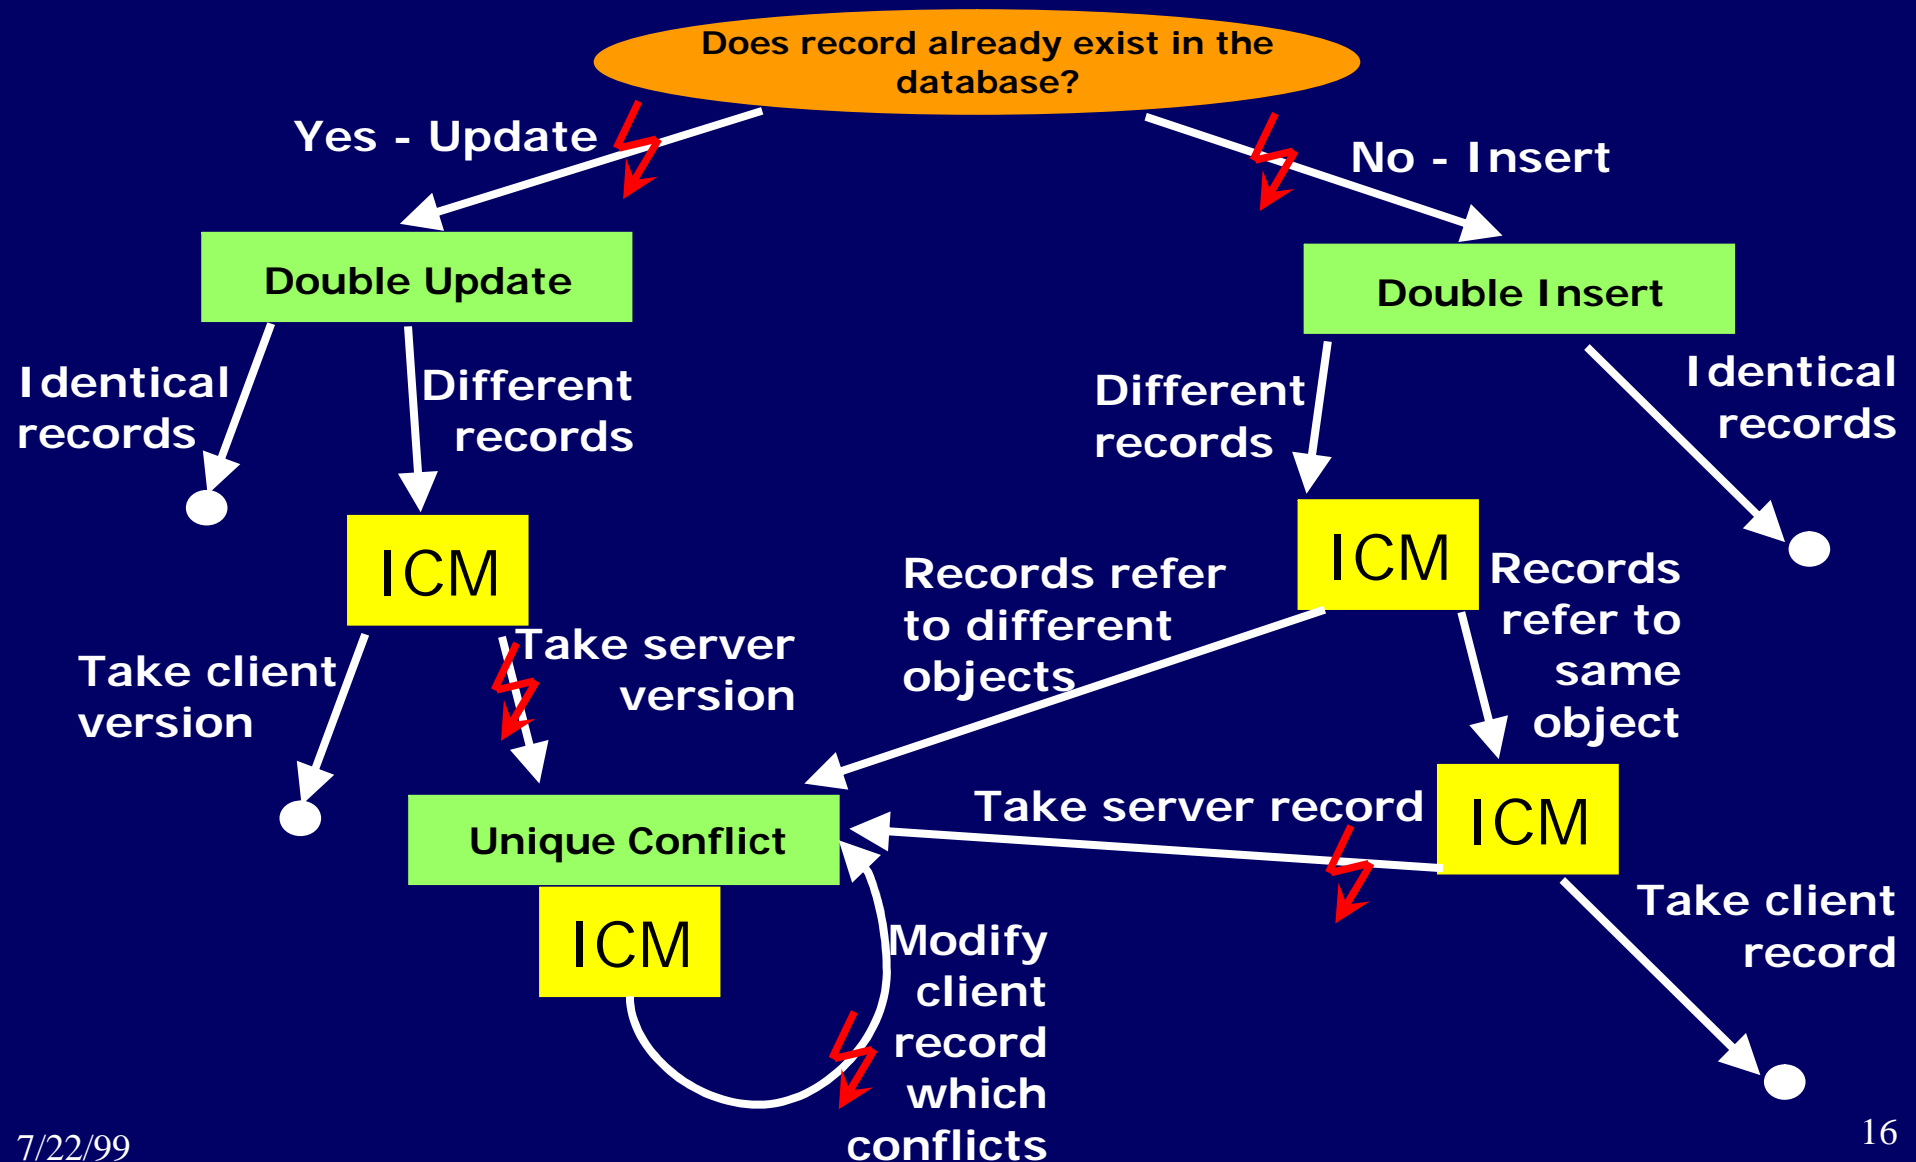 Does record already exist in the
database?
Yes - Update
No - Insert
Double Update
Double Insert
Identical
records
Different
records
Different
records
Identical
records
ICM
ICM
Records refer
to different
objects
Records
refer to
same
object
Take client
version
Take server
version
Unique Conflict
ICM
Take server record
ICM
Modify
client
record
which
conflicts
Take client
record
7/22/99
16